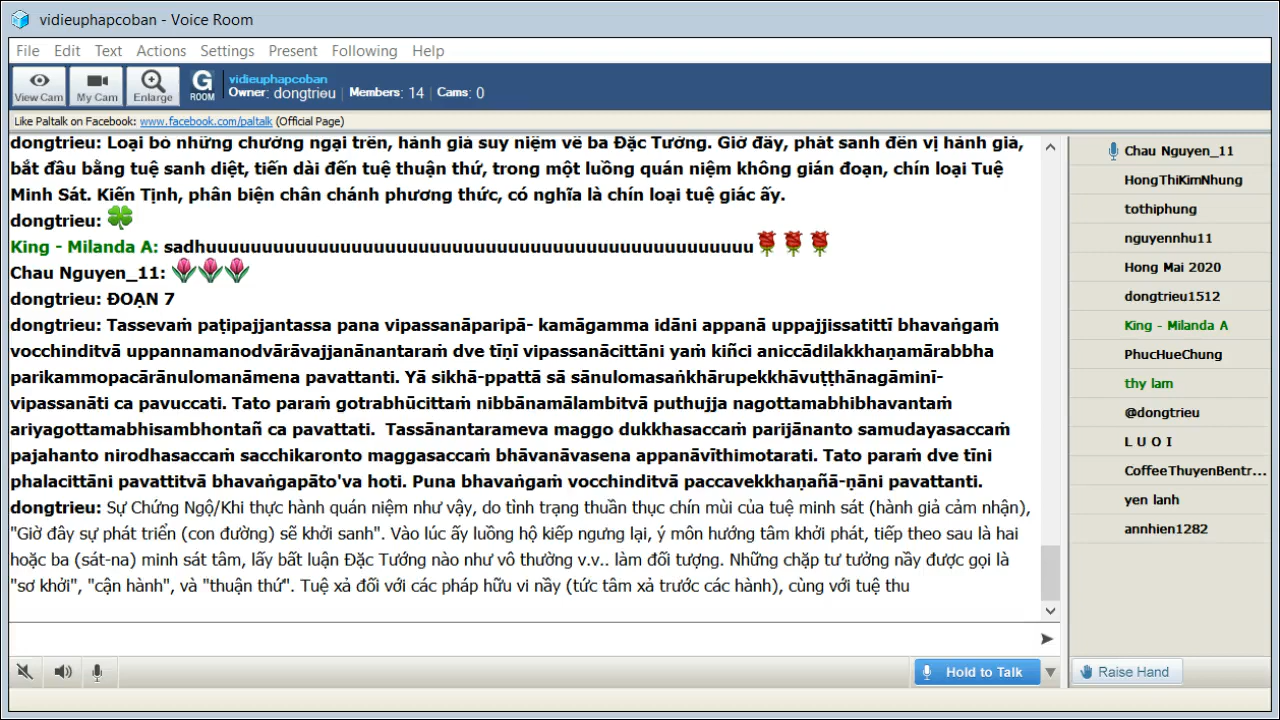 vidieuphapcoban - Voice Room
File Edit Text Actions Settings Present Following Help
View Cam My Cam Enlarge G ROOM
vidieuphapcoban
Owner: dongtrieu | Members: 14 | Cams: 0
Like Paltalk on Facebook: www.facebook.com/paltalk (Official Page)
dongtrieu: Loại bỏ những chướng ngại trên, hành giả suy niệm về ba Đặc Tướng. Giờ đây, phát sanh đến vị hành giả,
bắt đầu bằng tuệ sanh diệt, tiến dài đến tuệ thuận thứ, trong một luồng quán niệm không gián đoạn, chín loại Tuệ
Minh Sát. Kiến Tịnh, phân biện chân chánh phương thức, có nghĩa là chín loại tuệ giác ấy.
dongtrieu:
King - Milanda A: sadhuuuuuuuuuuuuuuuuuuuuuuuuuuuuuuuuuuuuuuuuuuuuuuuuu
Chau Nguyen_11:
dongtrieu: ĐOẠN 7
dongtrieu: Tassevaṁ paṭipajjantassa pana vipassanāparipā- kamāgamma idāni appanā uppajjissatittī bhavaṅgaṁ
vocchinditvā uppannamanodvārāvajjanānantaraṁ dve tīṇī vipassanācittāni yaṁ kiñci aniccādilakkhaṇamārabbha
parikammopacārānulomanāmena pavattanti. Yā sikhā-ppattā sā sānulomasaṅkhārupekkhāvuṭṭhānagāminī-
vipassanāti ca pavuccati. Tato paraṁ gotrabhūcittaṁ nibbānamālambitvā puthujja nagottamabhibhavantaṁ
ariyagottamabhisambhontañ ca pavattati. Tassānantarameva maggo dukkhasaccaṁ parijānanto samudayasaccaṁ
pajahanto nirodhasaccaṁ sacchikaronto maggasaccaṁ bhāvanāvasena appanāvīthimotarati. Tato paraṁ dve tīni
phalacittāni pavattitvā bhavaṅgapāto'va hoti. Puna bhavaṅgaṁ vocchinditvā paccavekkhaṇañā-ṇāni pavattanti.
dongtrieu: Sự Chứng Ngộ/Khi thực hành quán niệm như vậy, do tình trạng thuần thục chín mùi của tuệ minh sát (hành giả cảm nhận),
"Giờ đây sự phát triển (con đường) sẽ khởi sanh". Vào lúc ấy luồng hộ kiếp ngưng lại, ý môn hướng tâm khởi phát, tiếp theo sau là hai
hoặc ba (sát-na) minh sát tâm, lấy bất luận Đặc Tướng nào như vô thường v.v.. làm đối tượng. Những chặp tư tưởng nầy được gọi là
"sơ khởi", "cận hành", và "thuận thứ". Tuệ xả đối với các pháp hữu vi nầy (tức tâm xả trước các hành), cùng với tuệ thu
Chau Nguyen_11
HongThiKimNhung
tothiphung
nguyennhu11
Hong Mai 2020
dongtrieu1512
King - Milanda A
PhucHueChung
thy lam
@dongtrieu
L U O I
CoffeeThuyenBentr...
yen lanh
annhien1282
Hold to Talk
Raise Hand